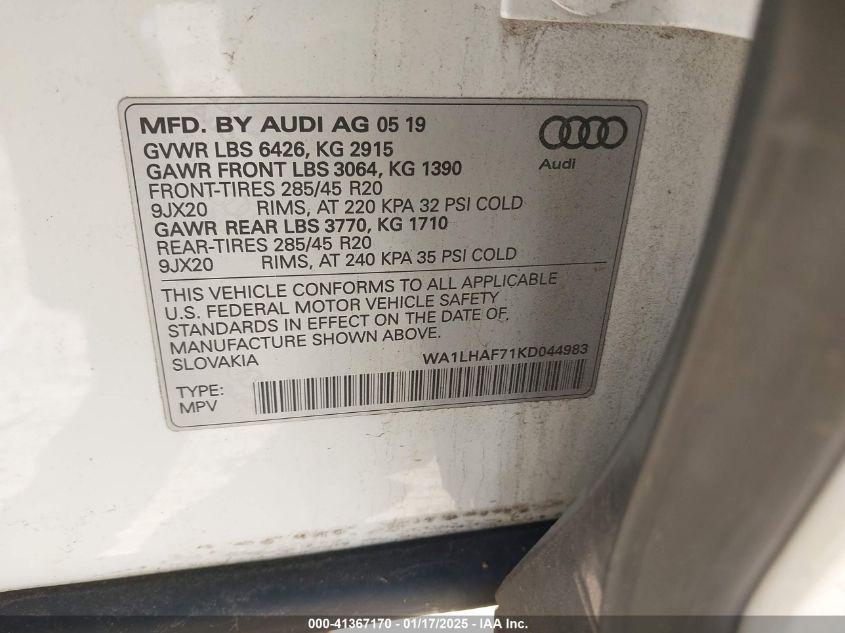 MFD. BY AUDI AG 05 19
GVWR LBS 6426, KG 2915
GAWR FRONT LBS 3064, KG 1390
FRONT-TIRES 285/45 R20
9JX20 RIMS, AT 220 KPA 32 PSI COLD
GAWR REAR LBS 3770, KG 1710
REAR-TIRES 285/45 R20
9JX20 RIMS, AT 240 KPA 35 PSI COLD
Audi
THIS VEHICLE CONFORMS TO ALL APPLICABLE
U.S. FEDERAL MOTOR VEHICLE SAFETY
STANDARDS IN EFFECT ON THE DATE OF
MANUFACTURE SHOWN ABOVE.
SLOVAKIA WA1LHAF71KD044983
TYPE:
MPV
000-41367170 - 01/17/2025 - IAA Inc.